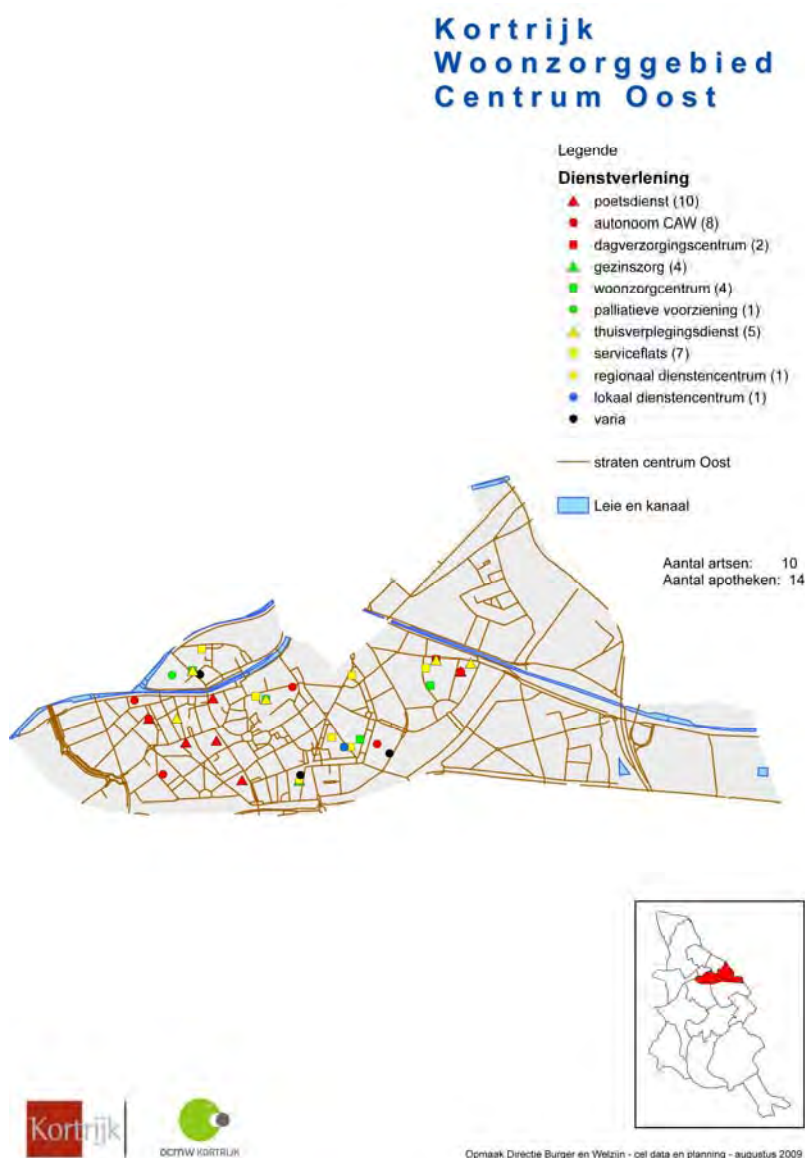 Kortrijk
Woonzorggebied
Centrum Oost
Legende
Dienstverlening
poetsdienst (10)
autonoom CAW (8)
dagverzorgingscentrum (2)
gezinszorg (4)
woonzorgcentrum (4)
palliatieve voorziening (1)
thuisverplegingsdienst (5)
serviceflats (7)
regionaal dienstencentrum (1)
lokaal dienstencentrum (1)
varia
straten centrum Oost
Leie en kanaal
Aantal artsen: 10
Aantal apotheken: 14
Kortrijk
OCMW KORTRIJK
Opmaak Directie Burger en Welzijn - cel data en planning - augustus 2009